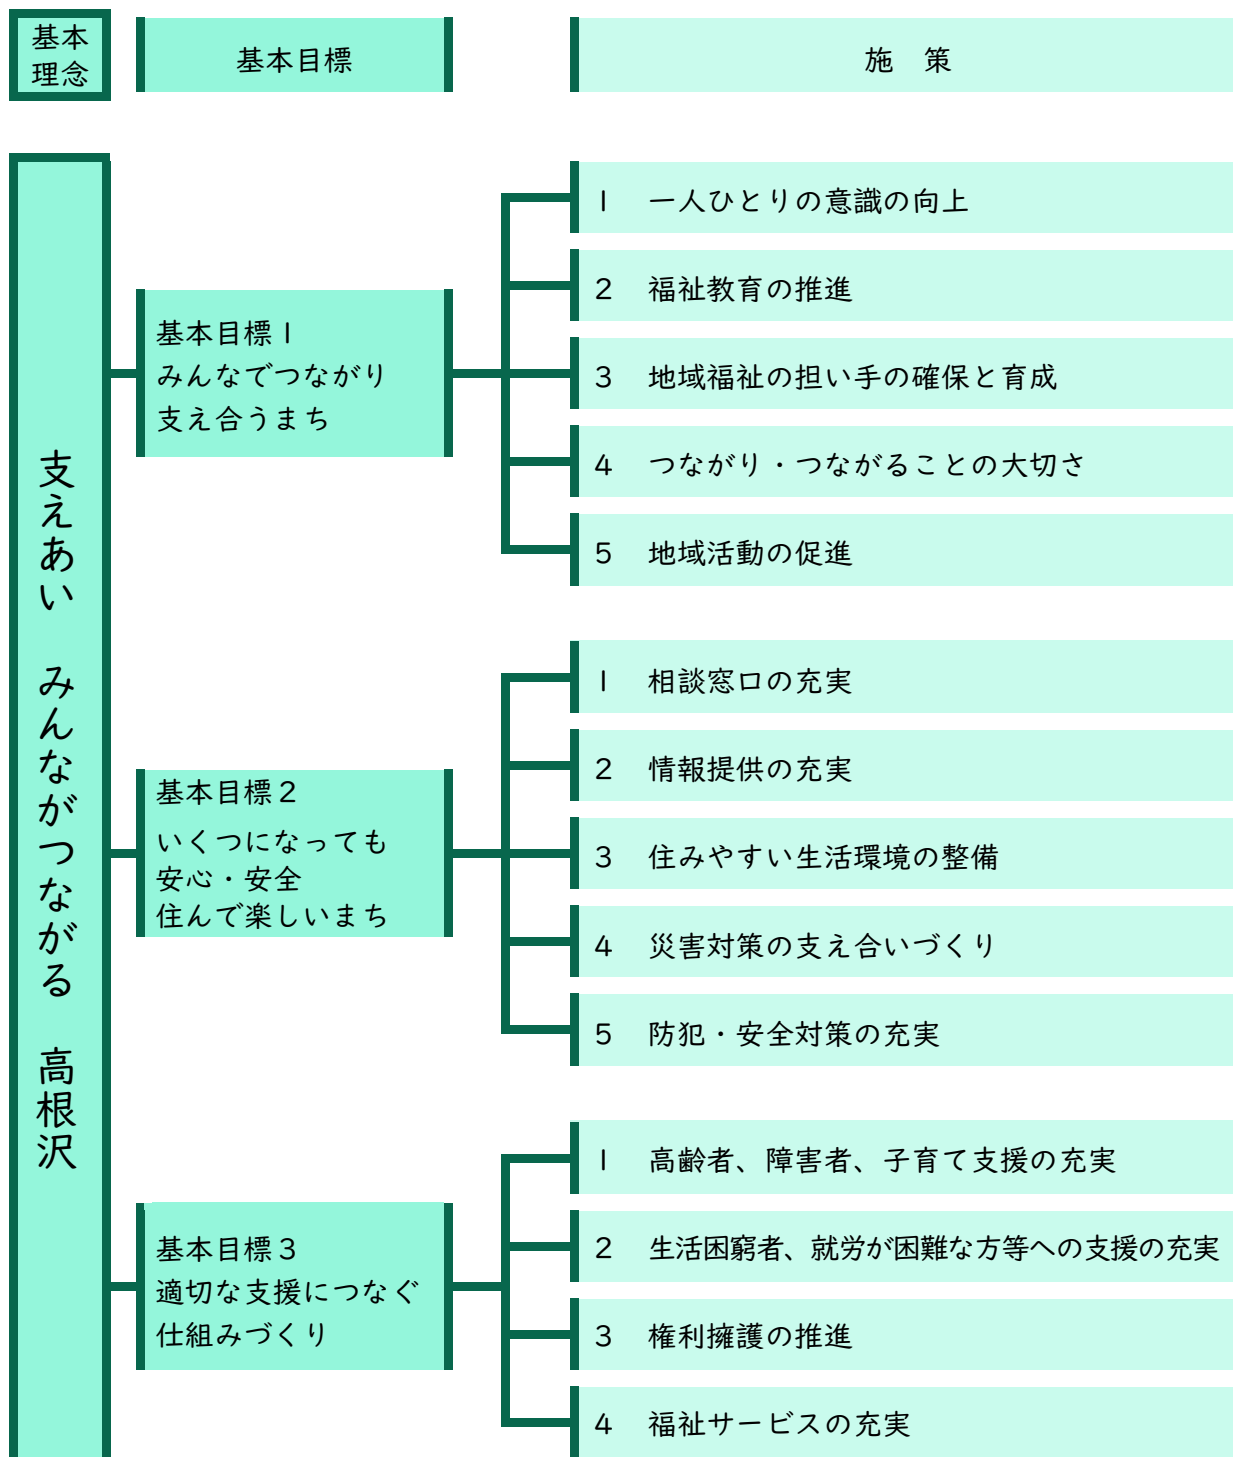 基本
理念
基本目標
施　策
支えあい　みんながつながる　高根沢
基本目標１
みんなでつながり
支え合うまち
１　一人ひとりの意識の向上
２　福祉教育の推進
３　地域福祉の担い手の確保と育成
４　つながり・つながることの大切さ
５　地域活動の促進
基本目標２
いくつになっても
安心・安全
住んで楽しいまち
１　相談窓口の充実
２　情報提供の充実
３　住みやすい生活環境の整備
４　災害対策の支え合いづくり
５　防犯・安全対策の充実
基本目標３
適切な支援につなぐ
仕組みづくり
１　高齢者、障害者、子育て支援の充実
２　生活困窮者、就労が困難な方等への支援の充実
３　権利擁護の推進
４　福祉サービスの充実